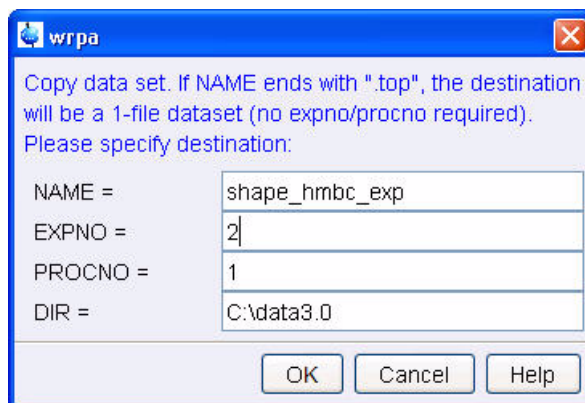 wrpa
Copy data set. If NAME ends with ".top", the destination
will be a 1-file dataset (no expno/procno required).
Please specify destination:
NAME = shape_hmbc_exp
EXPNO = 2
PROCNO = 1
DIR = C:\data3.0
OK Cancel Help